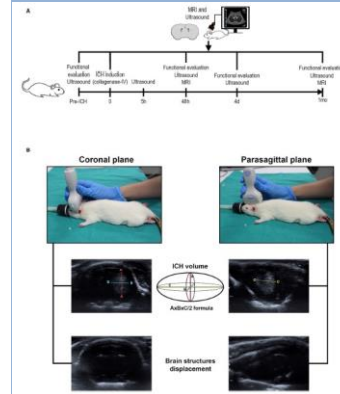 A
MRI and
Ultrasound
Functional
evaluation
Ultrasound
ICH induction
(collagenase-IV)
Ultrasound
Functional evaluation
Ultrasound
MRI
Functional evaluation
Ultrasound
Functional evaluation
Ultrasound
MRI
Pre-ICH
0
5h
48h
4d
1mo
B
Coronal plane
Parasagittal plane
ICH volume
AxBxC/2 formula
Brain structures
displacement